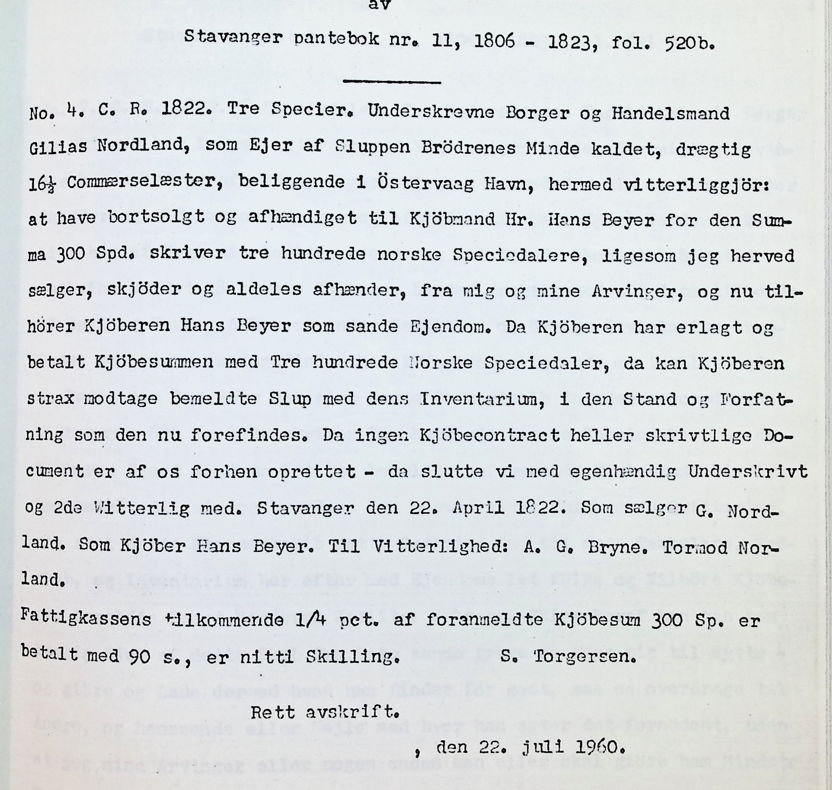 av
Stavanger pantebok nr. 11, 1806 - 1823, fol. 520b.
No. 4. C. R. 1822. Tre Specier. Underskrevne Borger og Handelsmand
Gilias Nordland, som Ejer af Sluppen Brödrenes Minde kaldet, drægtig
16½ Commærselæster, beliggende i Östervaag Havn, hermed vitterliggjör:
at have bortsolgt og afhændiget til Kjöbmand Hr. Hans Beyer for den Sum-
ma 300 Spd. skriver tre hundrede norske Speciedalere, ligesom jeg herved
sælger, skjöder og aldeles afhænder, fra mig og mine Arvinger, og nu til-
hörer Kjöberen Hans Beyer som sande Ejendom. Da Kjöberen har erlagt og
betalt Kjöbesummen med Tre hundrede Norske Speciedaler, da kan Kjöberen
strax modtage bemeldte Slup med dens Inventarium, i den Stand og Forfat-
ning som den nu forefindes. Da ingen Kjöbecontract heller skrivtlige Do-
cument er af os forhen oprettet - da slutte vi med egenhændig Underskrivt
og 2de Witterlig med. Stavanger den 22. April 1822. Som sælger G. Nord-
land. Som Kjöber Hans Beyer. Til Vitterlighed: A. G. Bryne. Tormod Nor-
land.
Fattigkassens tilkommende 1/4 pct. af foranmeldte Kjöbesum 300 Sp. er
betalt med 90 s., er nitti Skilling. S. Torgersen.
Rett avskrift.
, den 22. juli 1960.